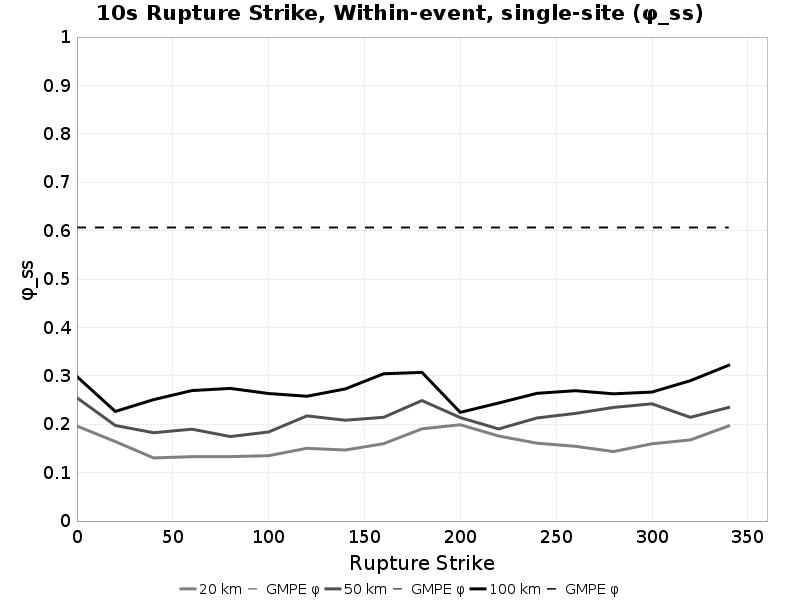 10s Rupture Strike, Within-event, single-site (φ_ss)
1
0.9
0.8
0.7
0.6
0.5
0.4
0.3
0.2
0.1
0
φ_ss
0 50 100 150 200 250 300 350
Rupture Strike
20 km GMPE φ 50 km GMPE φ 100 km GMPE φ